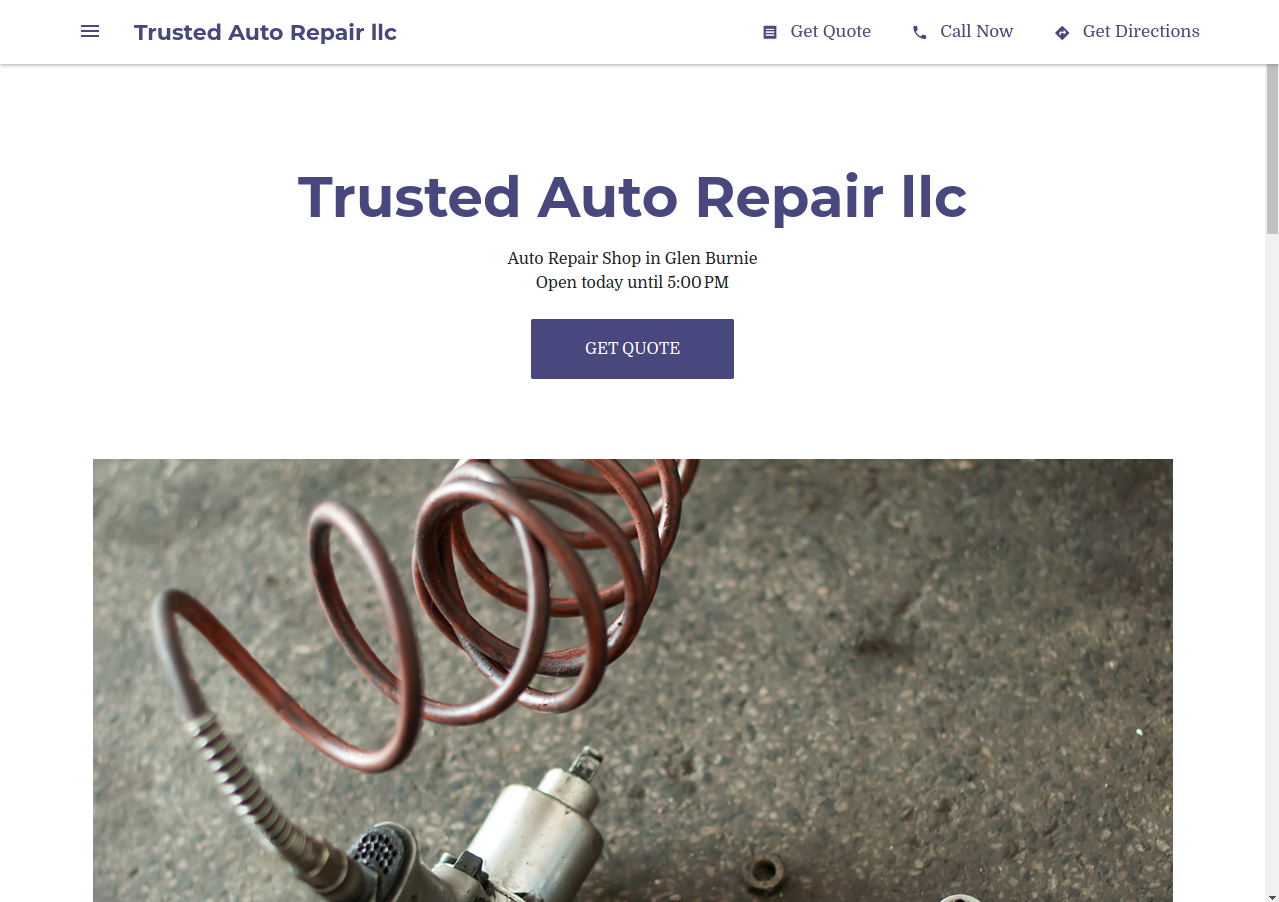 Trusted Auto Repair llc
Get Quote
Call Now
Get Directions
Trusted Auto Repair llc
Auto Repair Shop in Glen Burnie
Open today until 5:00 PM
GET QUOTE